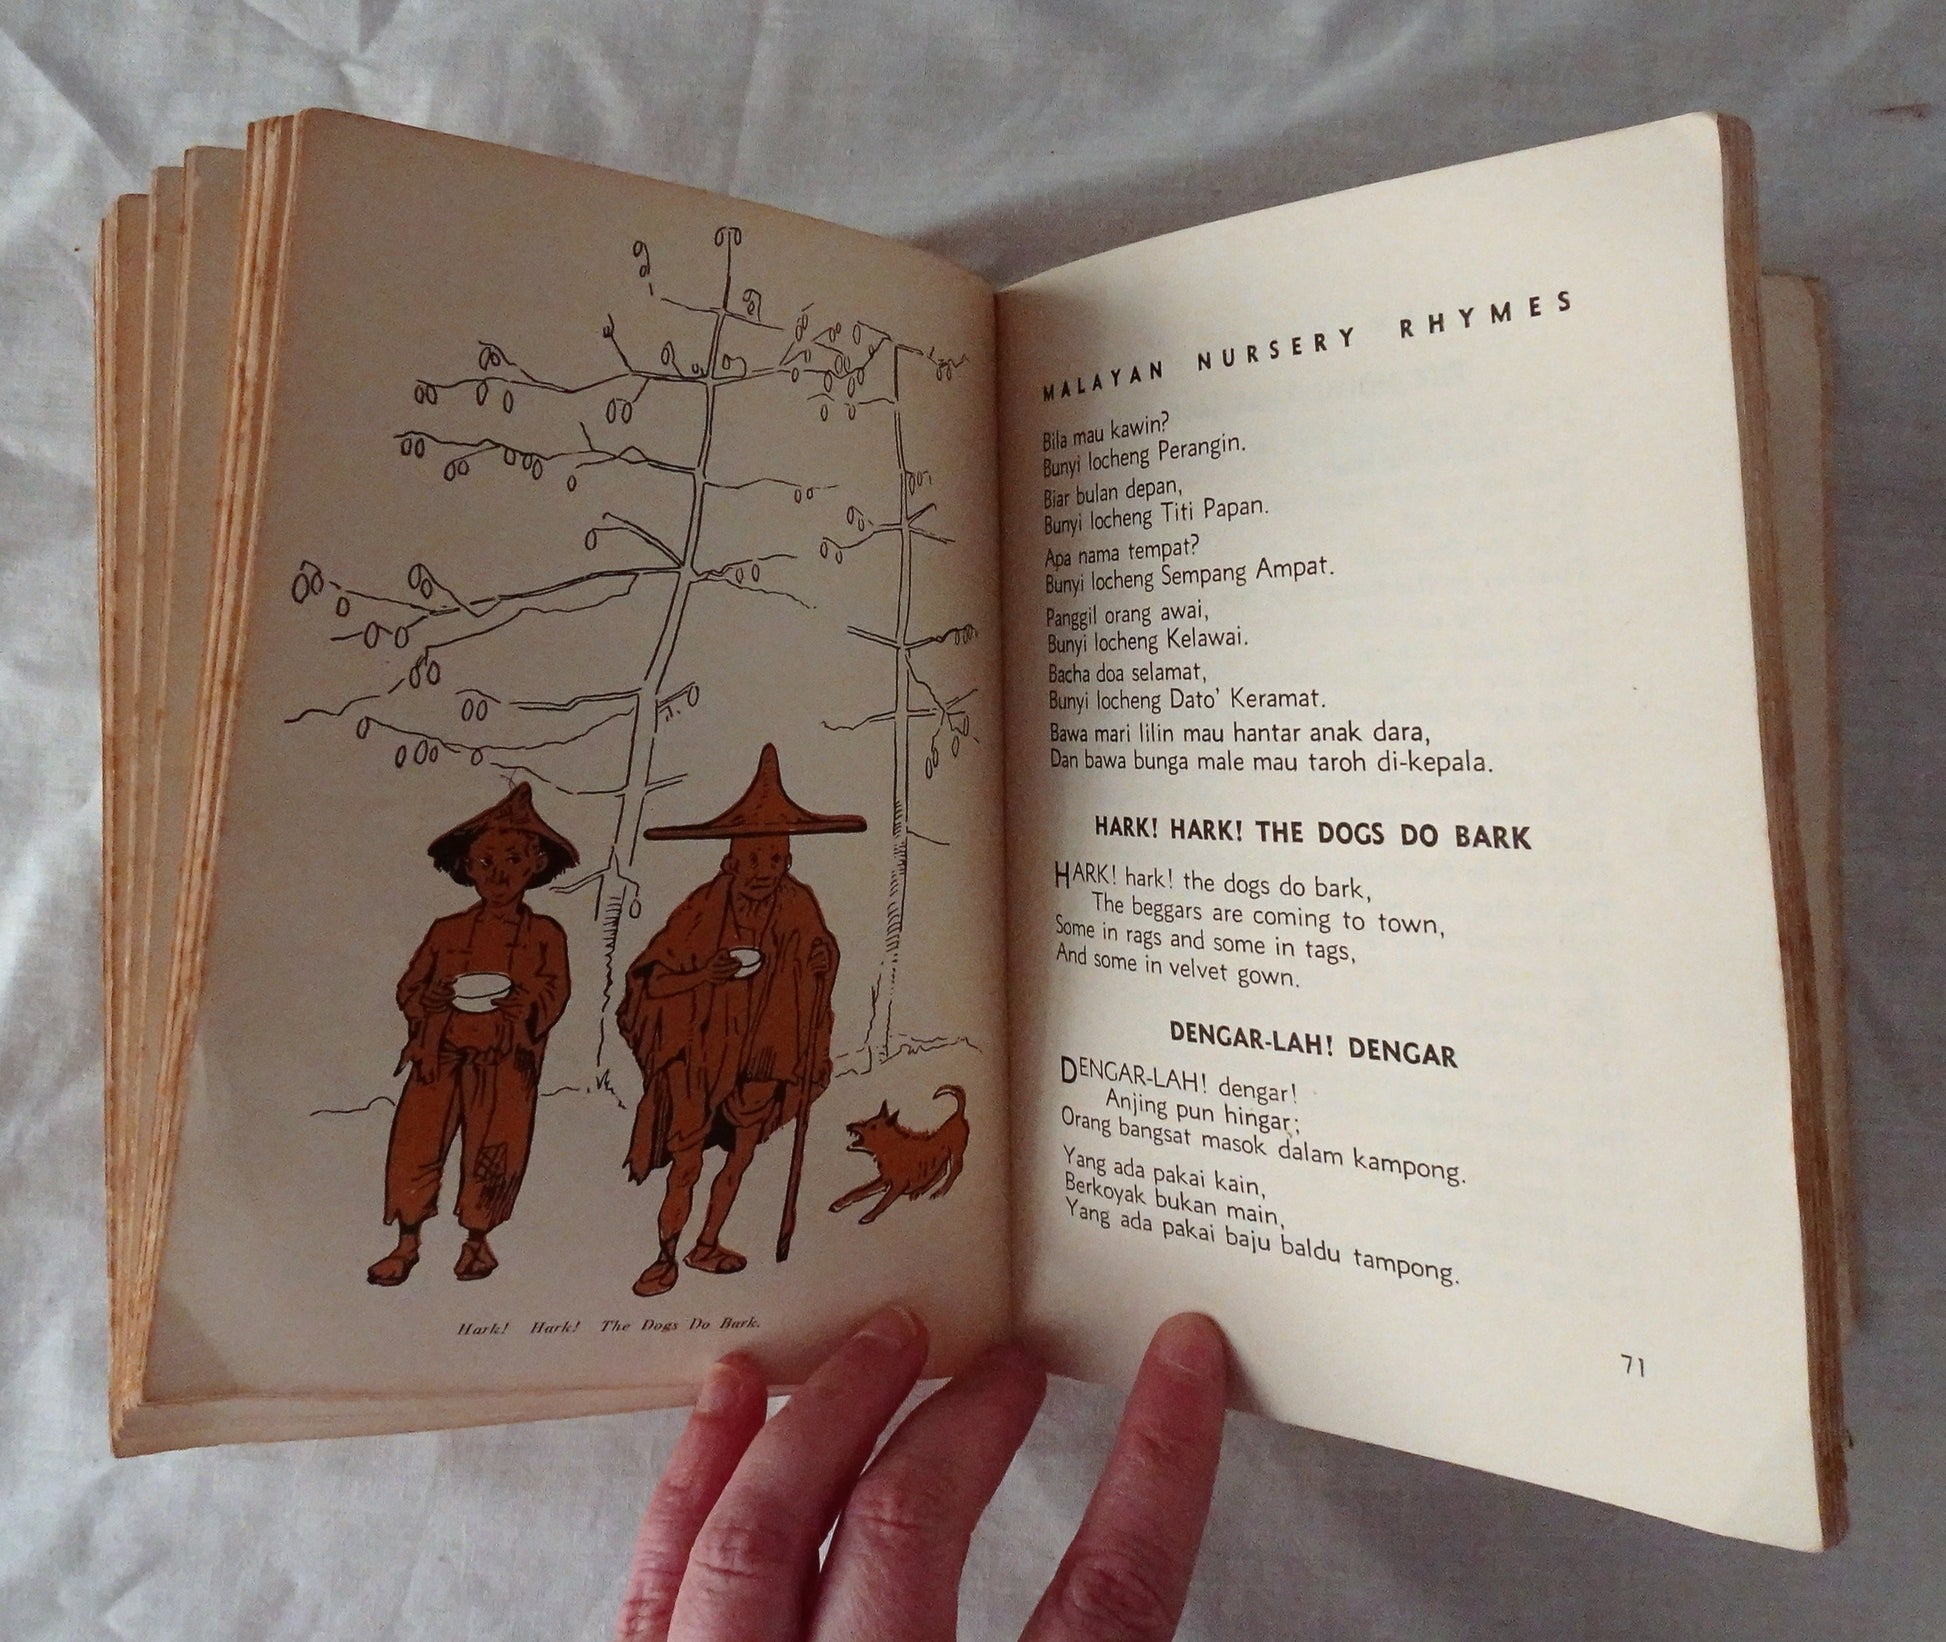 Hark! Hark! The Dogs Do Bark.
MALAYAN NURSERY RHYMES
Bila mau kawin?
Bunyi locheng Perangin.
Biar bulan depan,
Bunyi locheng Titi Papan.
Apa nama tempat?
Bunyi locheng Sempang Ampat.
Panggil orang awai,
Bunyi locheng Kelawai.
Bacha doa selamat,
Bunyi locheng Dato' Keramat.
Bawa mari lilin mau hantar anak dara,
Dan bawa bunga male mau taroh di-kepala.
HARK! HARK! THE DOGS DO BARK
HARK! hark! the dogs do bark,
The beggars are coming to town,
Some in rags and some in tags,
And some in velvet gown.
DENGAR-LAH! DENGAR
DENGAR-LAH! dengar!
Anjing pun hingar;
Orang bangsat masok dalam kampong.
Yang ada pakai kain,
Berkoyak bukan main,
Yang ada pakai baju baldu tampong.
71